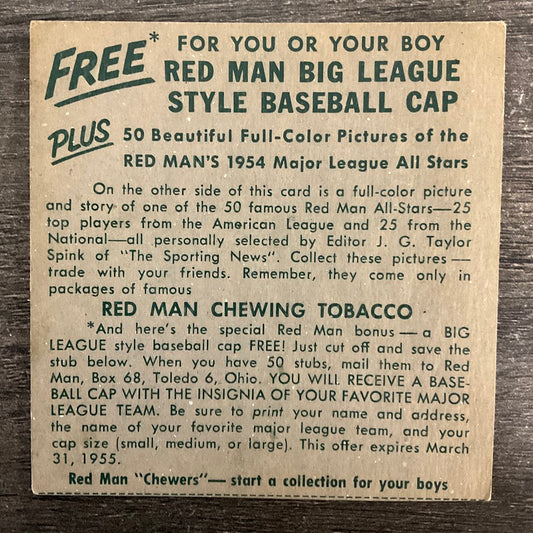 FREE* FOR YOU OR YOUR BOY
RED MAN BIG LEAGUE
STYLE BASEBALL CAP
PLUS 50 Beautiful Full-Color Pictures of the
RED MAN'S 1954 Major League All Stars
On the other side of this card is a full-color picture
and story of one of the 50 famous Red Man All-Stars—25
top players from the American League and 25 from the
National—all personally selected by Editor J. G. Taylor
Spink of "The Sporting News". Collect these pictures—
trade with your friends. Remember, they come only in
packages of famous
RED MAN CHEWING TOBACCO
*And here's the special Red Man bonus—a BIG
LEAGUE style baseball cap FREE! Just cut off and save the
stub below. When you have 50 stubs, mail them to Red
Man, Box 68, Toledo 6, Ohio. YOU WILL RECEIVE A BASE-
BALL CAP WITH THE INSIGNIA OF YOUR FAVORITE MAJOR
LEAGUE TEAM. Be sure to print your name and address,
the name of your favorite major league team, and your
cap size (small, medium, or large). This offer expires March
31, 1955.
Red Man "Chewers"— start a collection for your boys